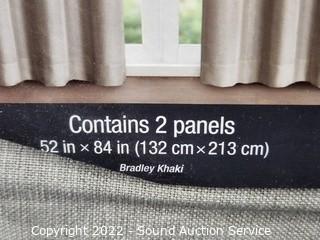 Contains 2 panels
52 in × 84 in (132 cm × 213 cm)
Bradley Khaki
Copyright 2022 - Sound Auction Service